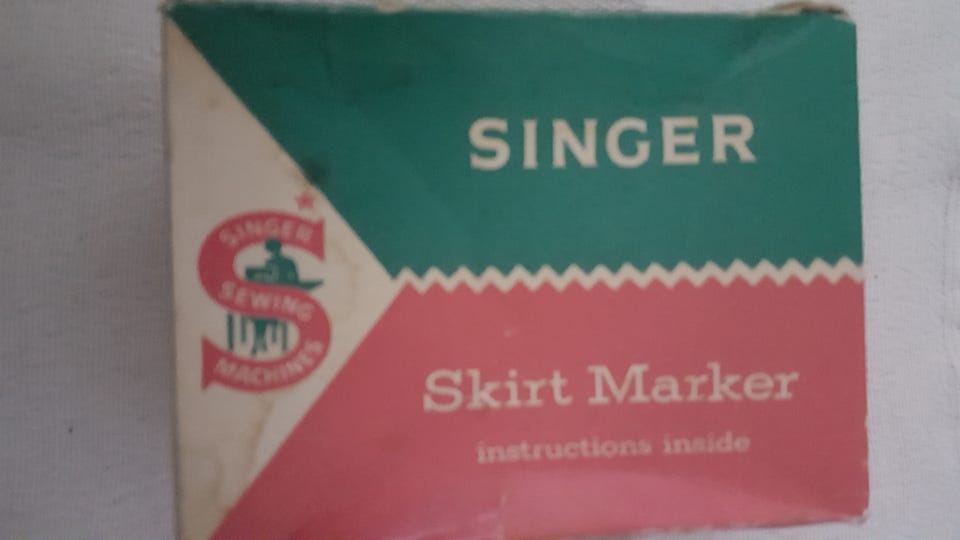 SINGER
SINGER
SEWING
MACHINES
Skirt Marker
instructions inside